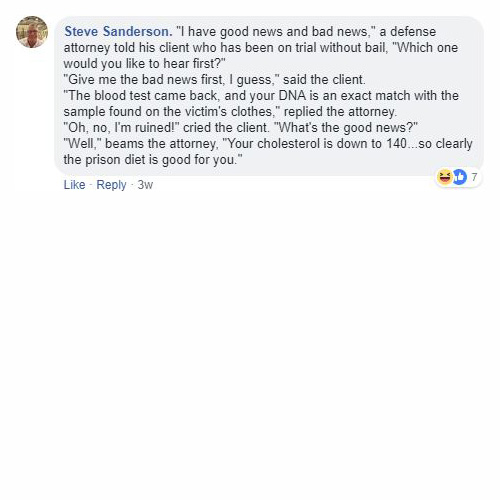 Steve Sanderson. "I have good news and bad news," a defense
attorney told his client who has been on trial without bail, "Which one
would you like to hear first?"
"Give me the bad news first, I guess," said the client.
"The blood test came back, and your DNA is an exact match with the
sample found on the victim's clothes," replied the attorney.
"Oh, no, I'm ruined!" cried the client. "What's the good news?"
"Well," beams the attorney, "Your cholesterol is down to 140...so clearly
the prison diet is good for you."
7
Like · Reply · 3w